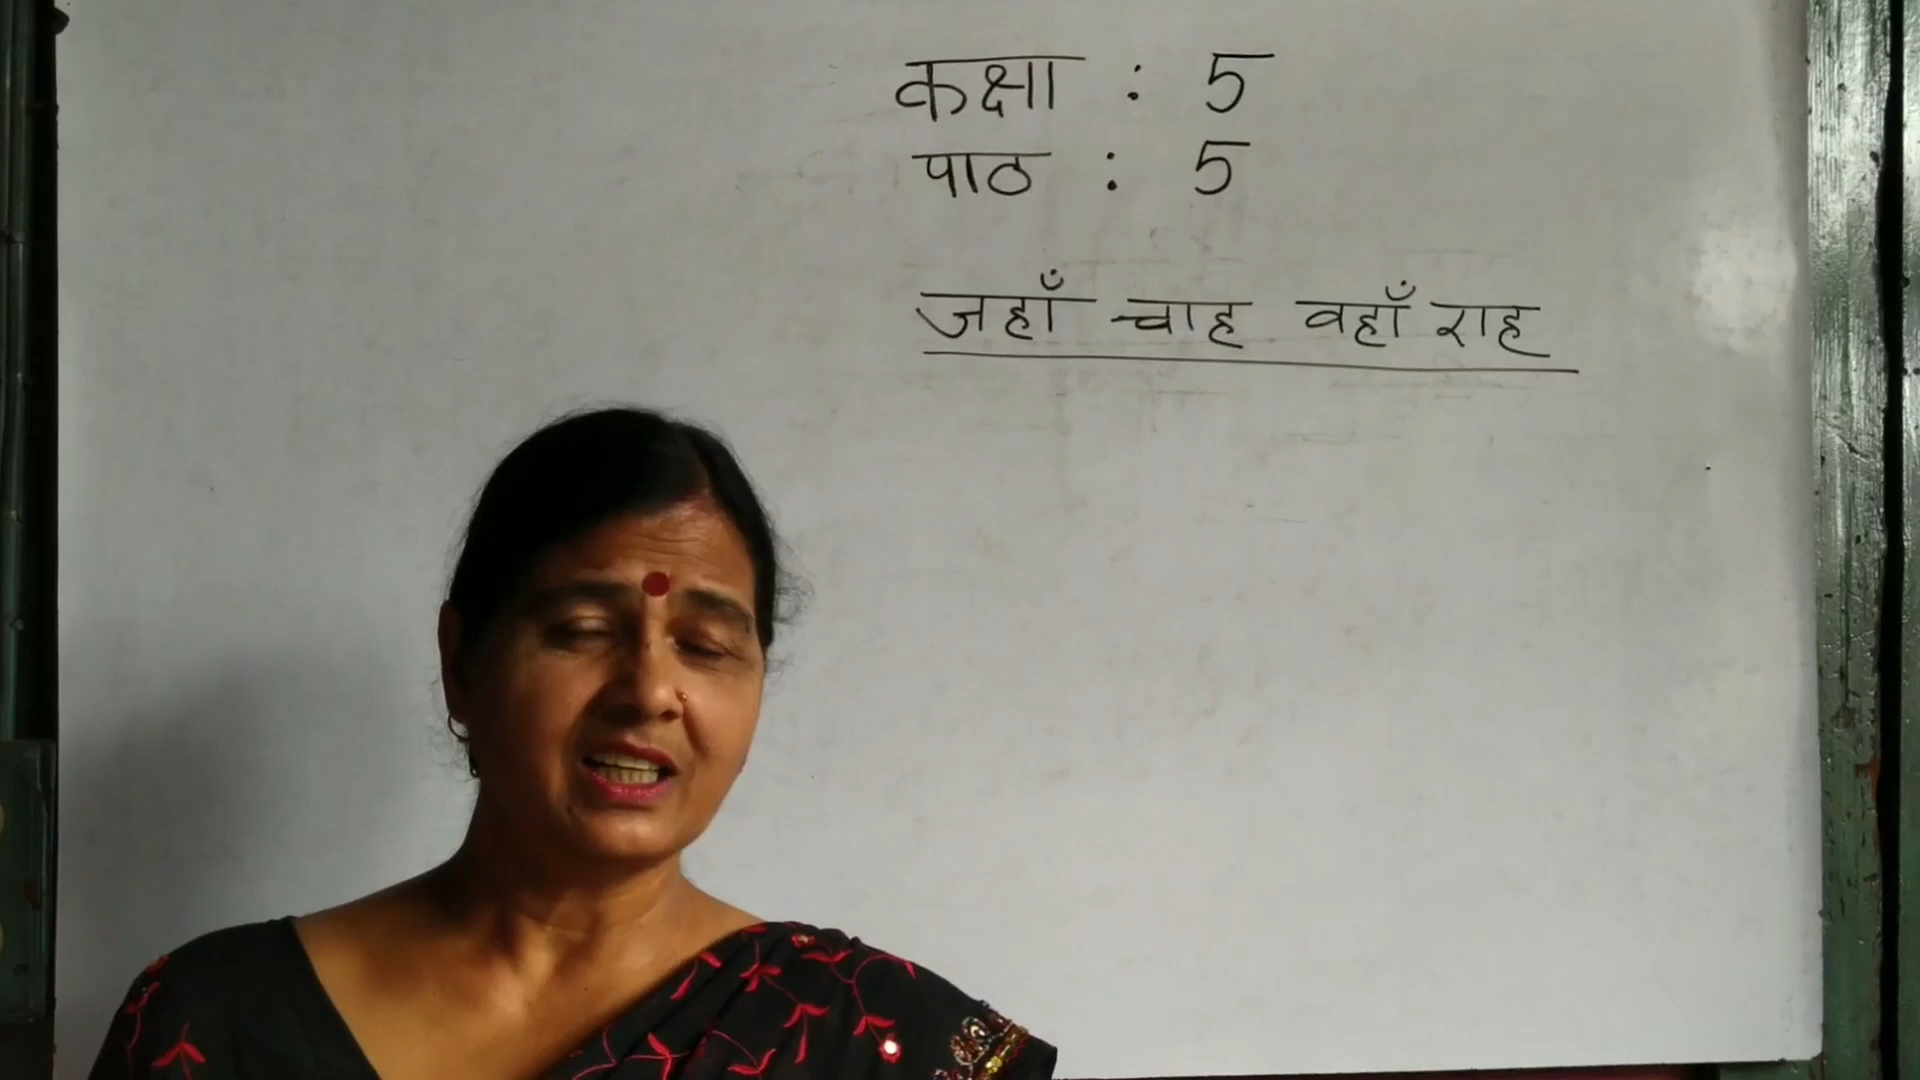 कक्षा : 5
पाठ : 5
जहाँ चाह वहाँ राह